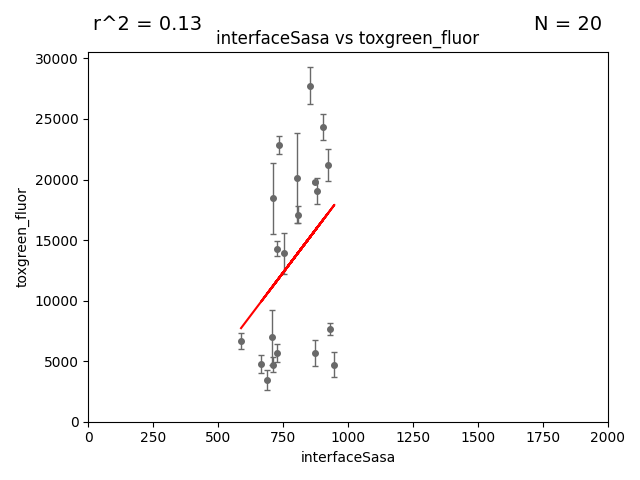 r^2 = 0.13
N = 20
interfaceSasa vs toxgreen_fluor
30000
25000
20000
15000
10000
5000
0
toxgreen_fluor
0 250 500 750 1000 1250 1500 1750 2000
interfaceSasa